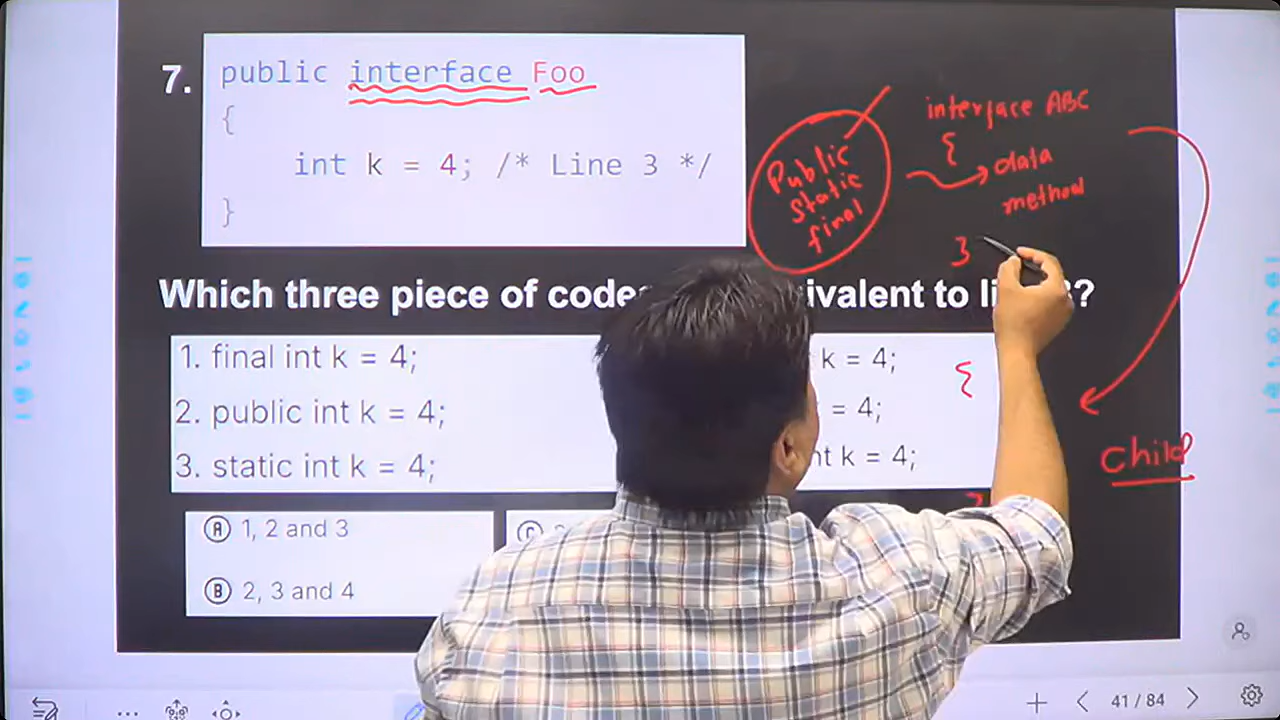 7.
public interface Foo
{
int k = 4; /* Line 3 */
}
Public
Static
final
interface ABC
{
data
method
}
Which three piece of codes ivalent to li ?
1. final int k = 4;
2. public int k = 4;
3. static int k = 4;
k = 4;
= 4;
k = 4;
{
Child
A 1, 2 and 3
B 2, 3 and 4
C
41 / 84